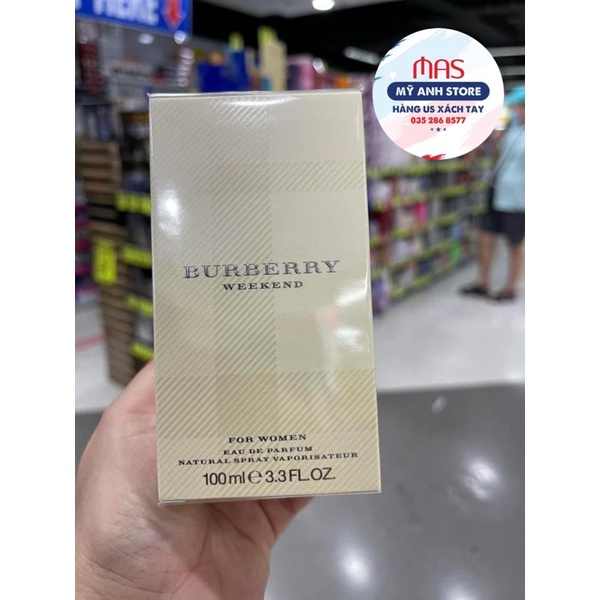 HERE
MAS
MỸ ANH STORE
HÀNG US XÁCH TAY
035 286 8577
BURBERRY
WEEKEND
FOR WOMEN
EAU DE PARFUM
NATURAL SPRAY VAPORISATEUR
100 ml ℮ 3.3 FL.OZ.